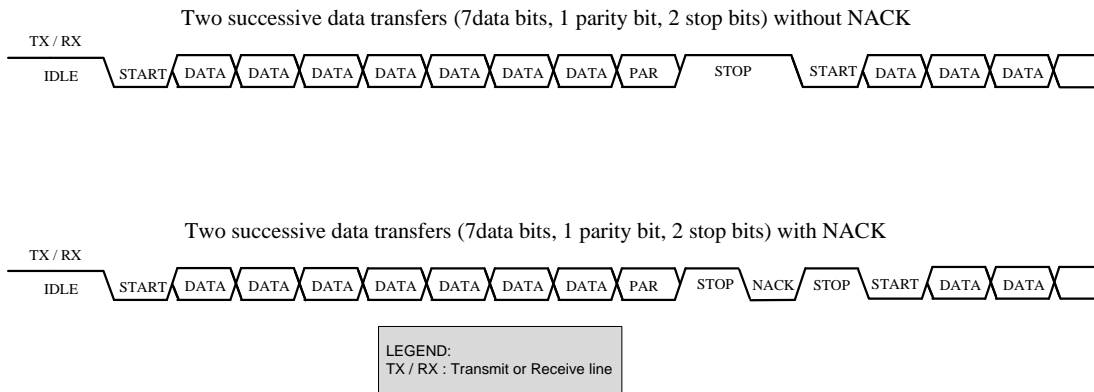 Two successive data transfers (7data bits, 1 parity bit, 2 stop bits) without NACK
TX / RX
IDLE START DATA DATA DATA DATA DATA DATA DATA PAR STOP START DATA DATA DATA
Two successive data transfers (7data bits, 1 parity bit, 2 stop bits) with NACK
TX / RX
IDLE START DATA DATA DATA DATA DATA DATA DATA PAR STOP NACK STOP START DATA DATA
LEGEND:
TX / RX : Transmit or Receive line